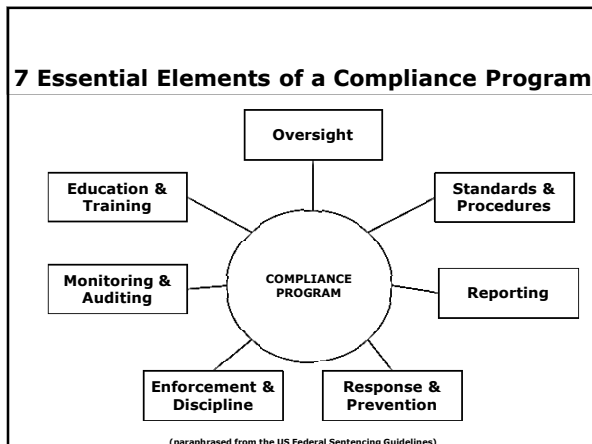 7 Essential Elements of a Compliance Program
Oversight
Education &
Training
Standards &
Procedures
Monitoring &
Auditing
COMPLIANCE
PROGRAM
Reporting
Enforcement &
Discipline
Response &
Prevention
(paraphrased from the US Federal Sentencing Guidelines)